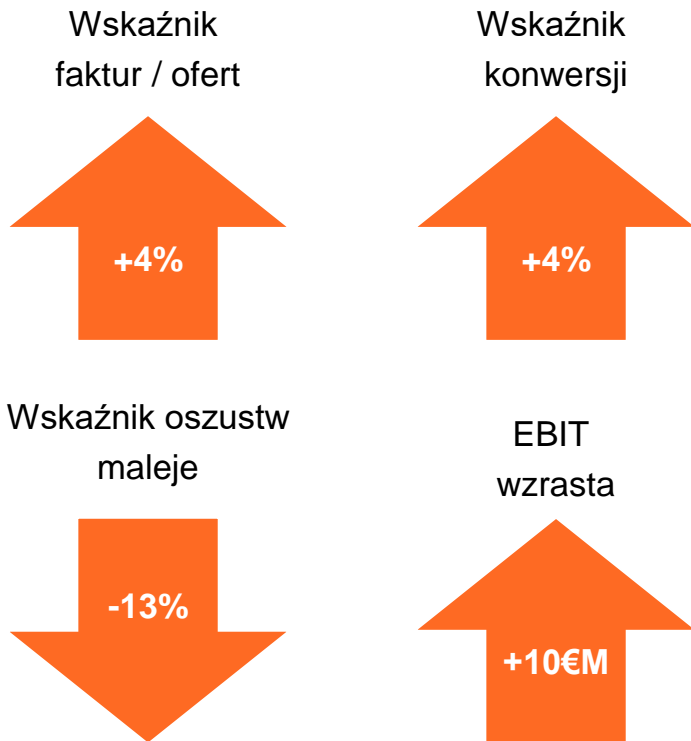 Wskaźnik
faktur / ofert
+4%
Wskaźnik
konwersji
+4%
Wskaźnik oszustw
maleje
-13%
EBIT
wzrasta
+10€M